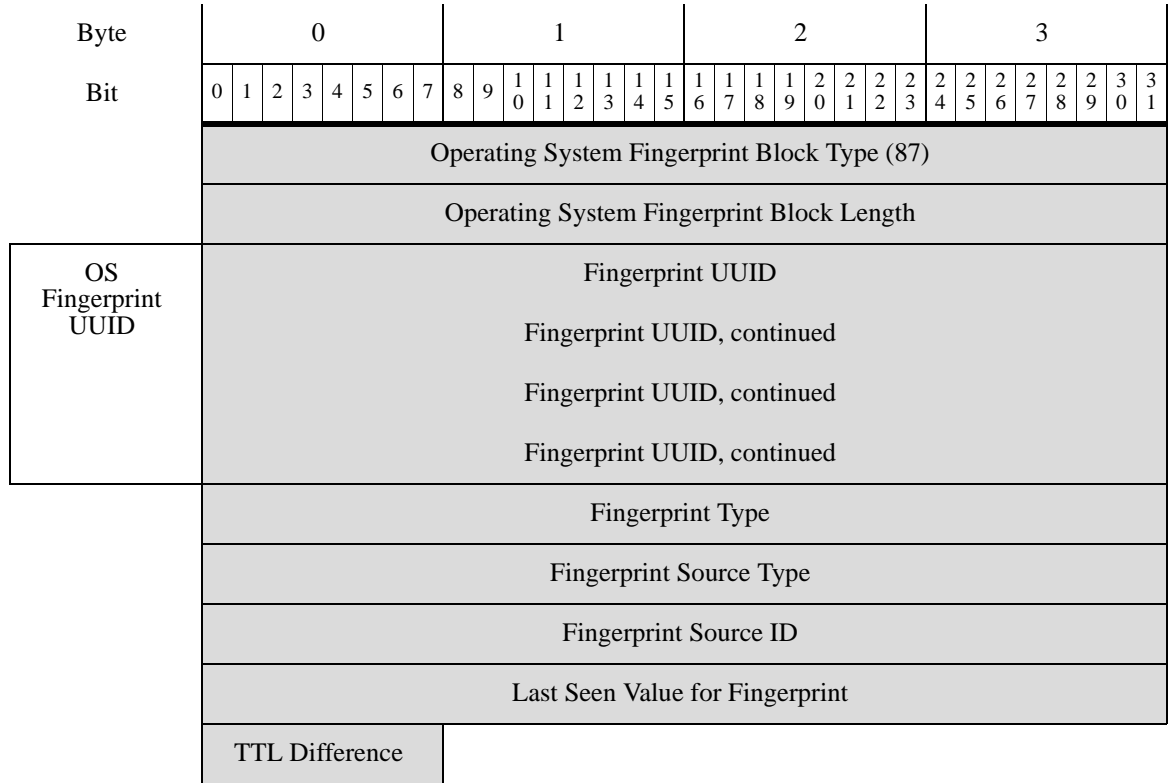 Byte 0 1 2 3
Bit 0 1 2 3 4 5 6 7 8 9 10 11 12 13 14 15 16 17 18 19 20 21 22 23 24 25 26 27 28 29 30 31
Operating System Fingerprint Block Type (87)
Operating System Fingerprint Block Length
OS
Fingerprint
UUID
Fingerprint UUID
Fingerprint UUID, continued
Fingerprint UUID, continued
Fingerprint UUID, continued
Fingerprint Type
Fingerprint Source Type
Fingerprint Source ID
Last Seen Value for Fingerprint
TTL Difference